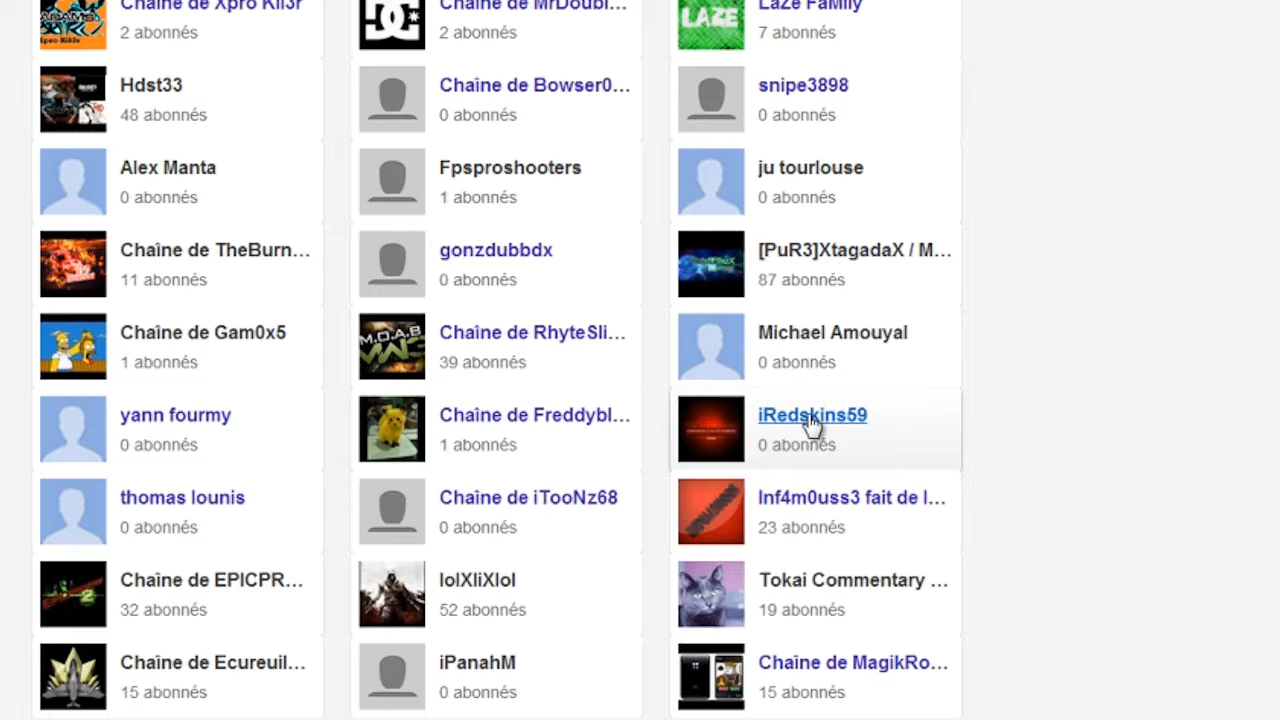 Chaîne de Xpro Kil3r
2 abonnés
Chaîne de MrDoubl...
2 abonnés
LaZe FaMily
7 abonnés
Hdst33
48 abonnés
Chaîne de Bowser0...
0 abonnés
snipe3898
0 abonnés
Alex Manta
0 abonnés
Fpsproshooters
1 abonnés
ju tourlouse
0 abonnés
Chaîne de TheBurn...
11 abonnés
gonzdubbdx
0 abonnés
[PuR3]XtagadaX / M...
87 abonnés
Chaîne de Gam0x5
1 abonnés
M.O.A.B
Chaîne de RhyteSli...
39 abonnés
Michael Amouyal
0 abonnés
yann fourmy
0 abonnés
Chaîne de Freddybl...
1 abonnés
iRedskins59
0 abonnés
thomas lounis
0 abonnés
Chaîne de iTooNz68
0 abonnés
Inf4m0uss3 fait de l...
23 abonnés
Chaîne de EPICPR...
32 abonnés
lolXliXlol
52 abonnés
Tokai Commentary ...
19 abonnés
Chaîne de Ecureuil...
15 abonnés
iPanahM
0 abonnés
Chaîne de MagikRo...
15 abonnés